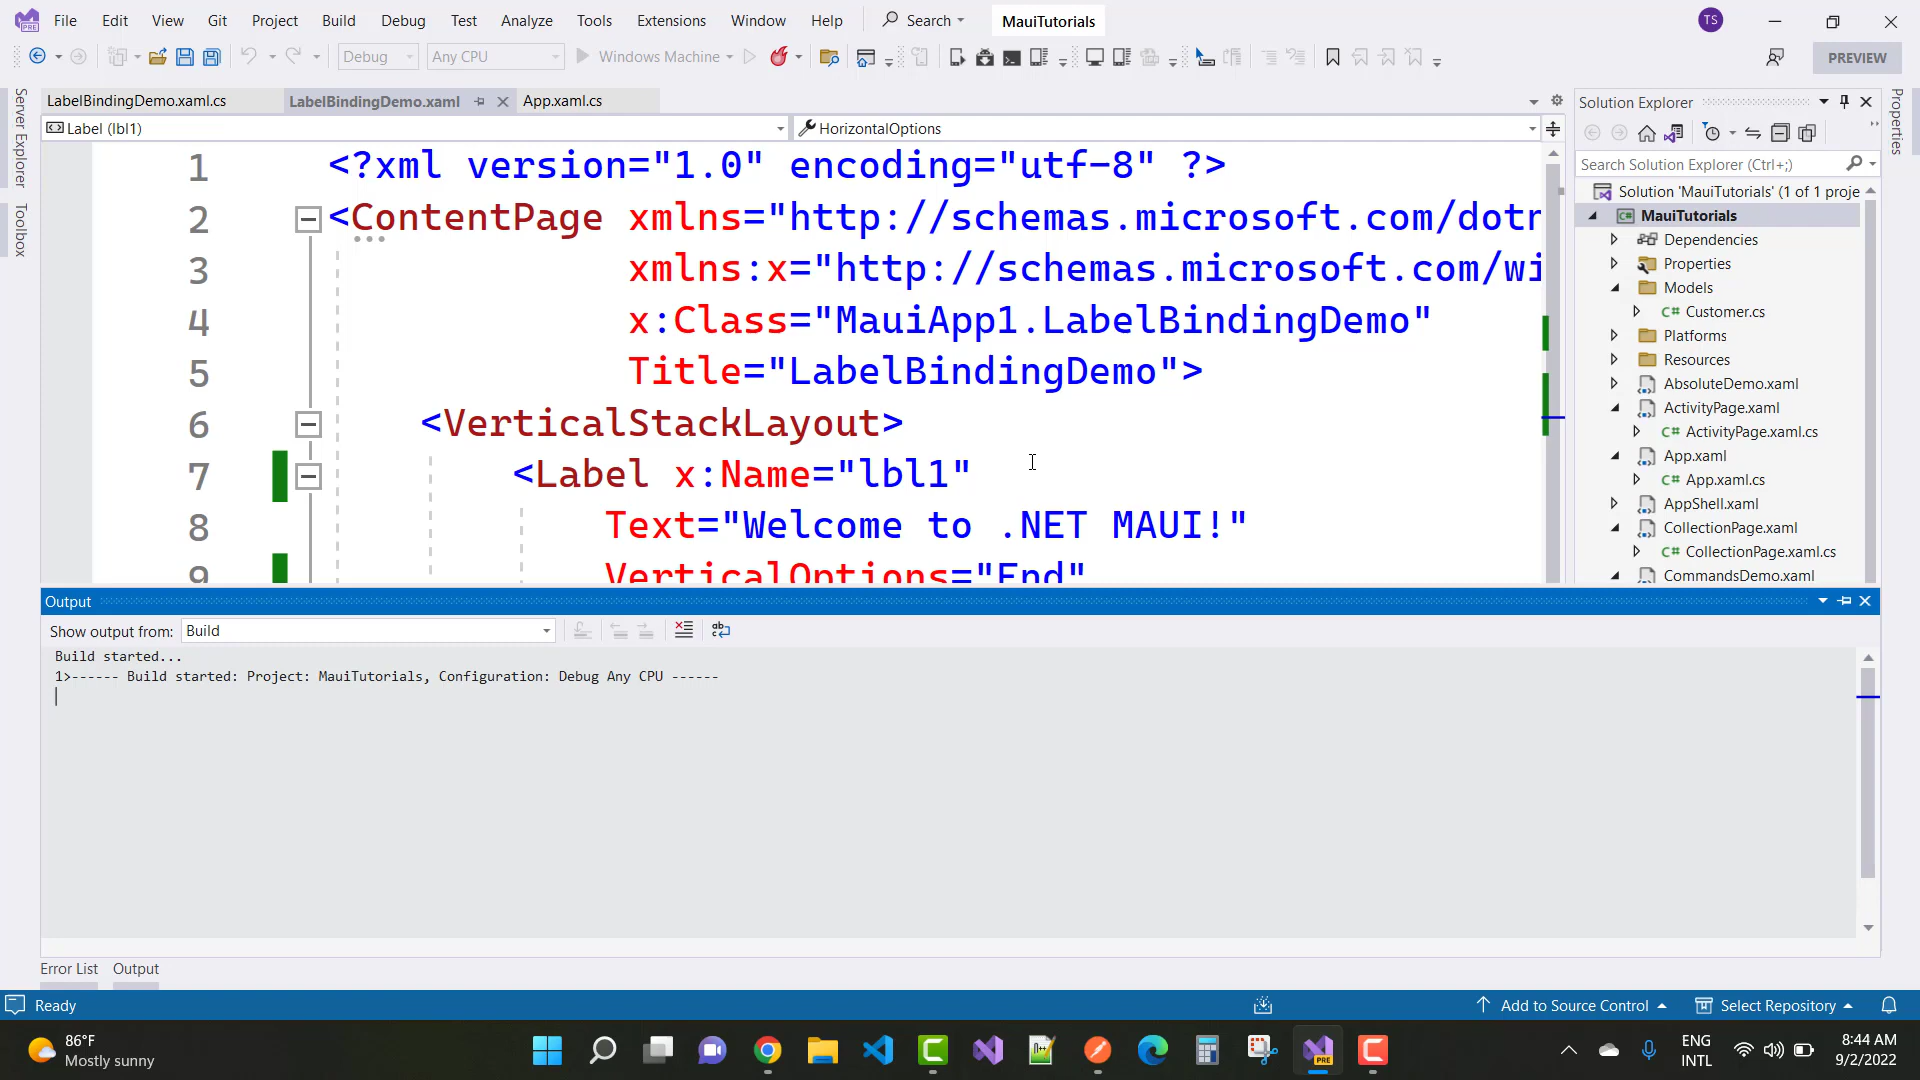 File Edit View Git Project Build Debug Test Analyze Tools Extensions Window Help Search MauiTutorials TS
Debug Any CPU Windows Machine PREVIEW
Server Explorer
Toolbox
LabelBindingDemo.xaml.cs LabelBindingDemo.xaml App.xaml.cs
Label (lbl1) HorizontalOptions
1 <?xml version="1.0" encoding="utf-8" ?>
2 <ContentPage xmlns="http://schemas.microsoft.com/dotn
3 xmlns:x="http://schemas.microsoft.com/wi
4 x:Class="MauiApp1.LabelBindingDemo"
5 Title="LabelBindingDemo">
6 <VerticalStackLayout>
7 <Label x:Name="lbl1"
8 Text="Welcome to .NET MAUI!"
9 VerticalOptions="End"
Solution Explorer
Search Solution Explorer (Ctrl+;)
Solution 'MauiTutorials' (1 of 1 proje
C# MauiTutorials
Dependencies
Properties
Models
C# Customer.cs
Platforms
Resources
AbsoluteDemo.xaml
ActivityPage.xaml
C# ActivityPage.xaml.cs
App.xaml
C# App.xaml.cs
AppShell.xaml
CollectionPage.xaml
C# CollectionPage.xaml.cs
CommandsDemo.xaml
Properties
Output
Show output from: Build
Build started...
1>------ Build started: Project: MauiTutorials, Configuration: Debug Any CPU ------
Error List Output
Ready Add to Source Control Select Repository
86°F
Mostly sunny
PRE
ENG
INTL
8:44 AM
9/2/2022